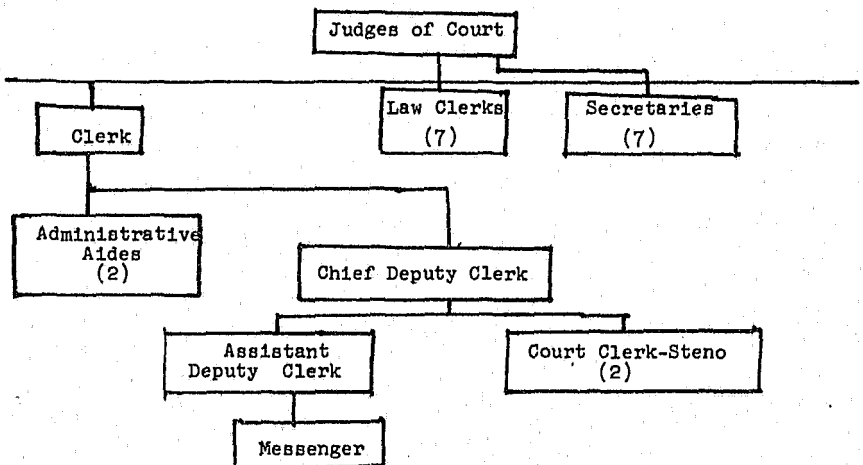 Judges of Court
Law Clerks
(7)
Secretaries
(7)
Clerk
Administrative
Aides
(2)
Chief Deputy Clerk
Assistant
Deputy Clerk
Court Clerk-Steno
(2)
Messenger